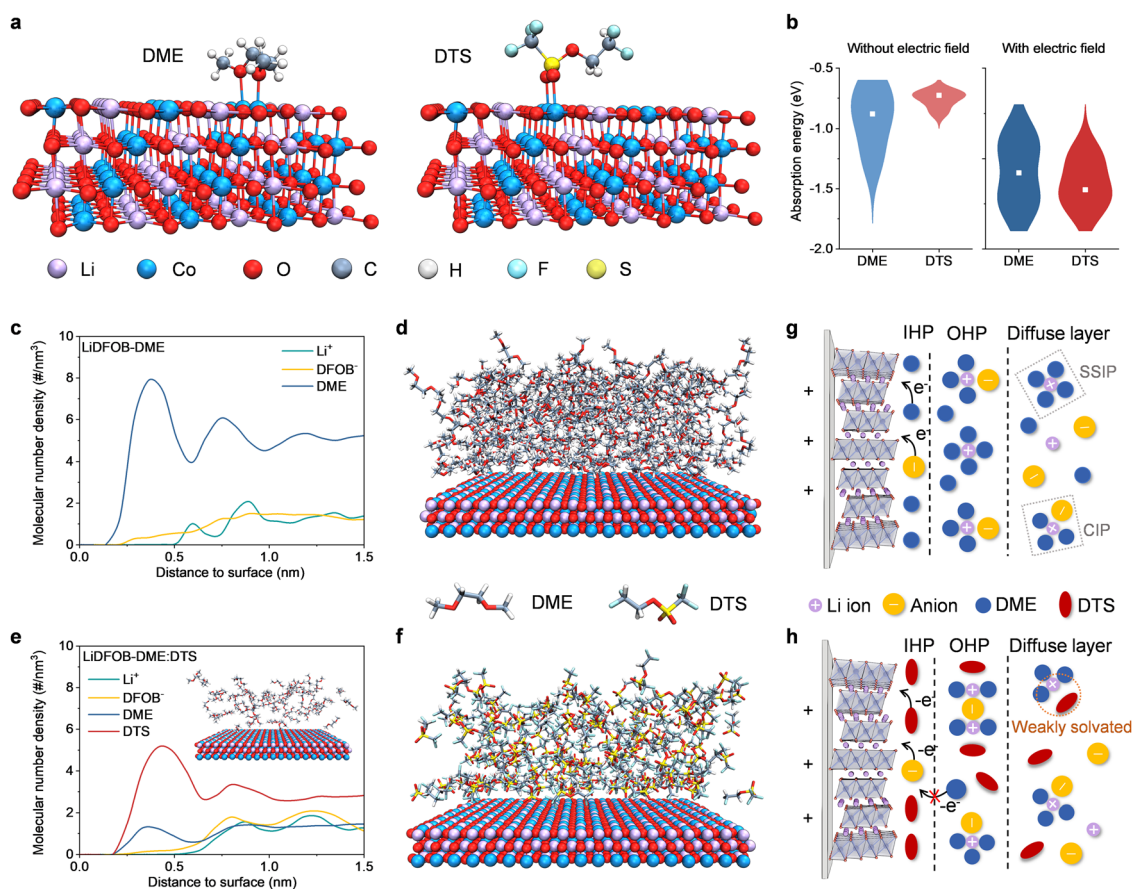 a
DME
DTS
Li
Co
O
C
H
F
S
b
Without electric field
With electric field
Absorption energy (eV)
-0.5
-1.0
-1.5
-2.0
DME
DTS
DME
DTS
c
LiDFOB-DME
Li⁺
DFOB⁻
DME
Molecular number density (#/nm³)
10
8
6
4
2
0
0.0
0.5
1.0
1.5
Distance to surface (nm)
d
DME
DTS
e
LiDFOB-DME:DTS
Li⁺
DFOB⁻
DME
DTS
Molecular number density (#/nm³)
10
8
6
4
2
0
0.0
0.5
1.0
1.5
Distance to surface (nm)
f
g
IHP
OHP
Diffuse layer
SSIP
e⁻
e⁻
CIP
+
+
+
+
Li ion
Anion
DME
DTS
h
IHP
OHP
Diffuse layer
-e⁻
-e⁻
-e⁻
Weakly solvated
+
+
+
+